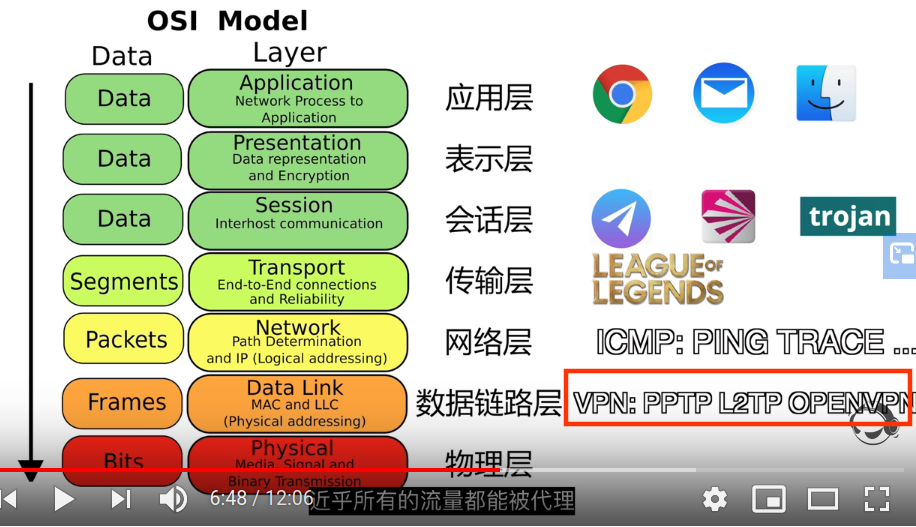 OSI Model
Data
Layer
Data
Application
Network Process to
Application
应用层
Data
Presentation
Data representation
and Encryption
表示层
Data
Session
Interhost communication
会话层
trojan
Segments
Transport
End-to-End connections
and Reliability
传输层
LEAGUE OF
LEGENDS
Packets
Network
Path Determination
and IP (Logical addressing)
网络层
ICMP: PING TRACE ...
Frames
Data Link
MAC and LLC
(Physical addressing)
数据链路层
VPN: PPTP L2TP OPENVPN
Bits
Physical
Media, Signal and
Binary Transmission
物理层
6:48 / 12:06
近乎所有的流量都能被代理